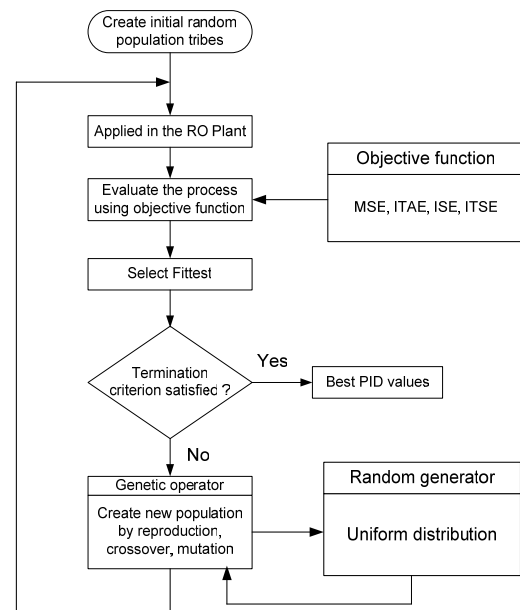 Create initial random
population tribes
Applied in the RO Plant
Evaluate the process
using objective function
Objective function
MSE, ITAE, ISE, ITSE
Select Fittest
Termination
criterion satisfied ?
Yes
Best PID values
No
Genetic operator
Create new population
by reproduction,
crossover, mutation
Random generator
Uniform distribution